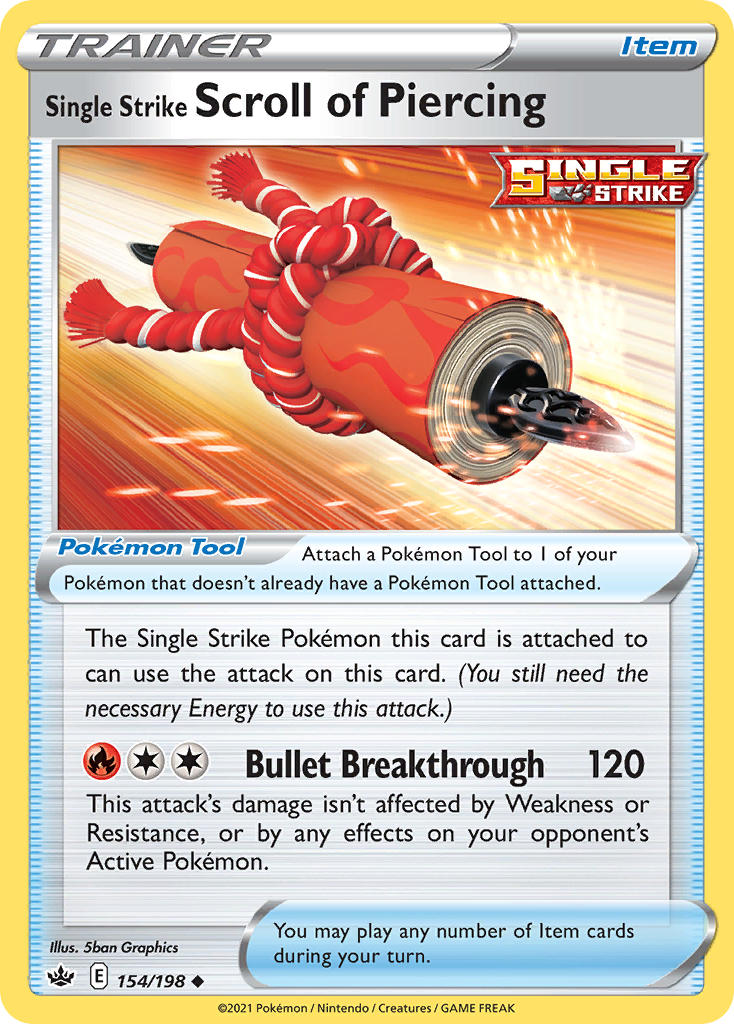 TRAINER Item
Single Strike Scroll of Piercing
SINGLE
STRIKE
Pokémon Tool Attach a Pokémon Tool to 1 of your
Pokémon that doesn't already have a Pokémon Tool attached.
The Single Strike Pokémon this card is attached to
can use the attack on this card. (You still need the
necessary Energy to use this attack.)
Bullet Breakthrough 120
This attack's damage isn't affected by Weakness or
Resistance, or by any effects on your opponent's
Active Pokémon.
You may play any number of Item cards
during your turn.
Illus. 5ban Graphics
E 154/198
©2021 Pokémon / Nintendo / Creatures / GAME FREAK